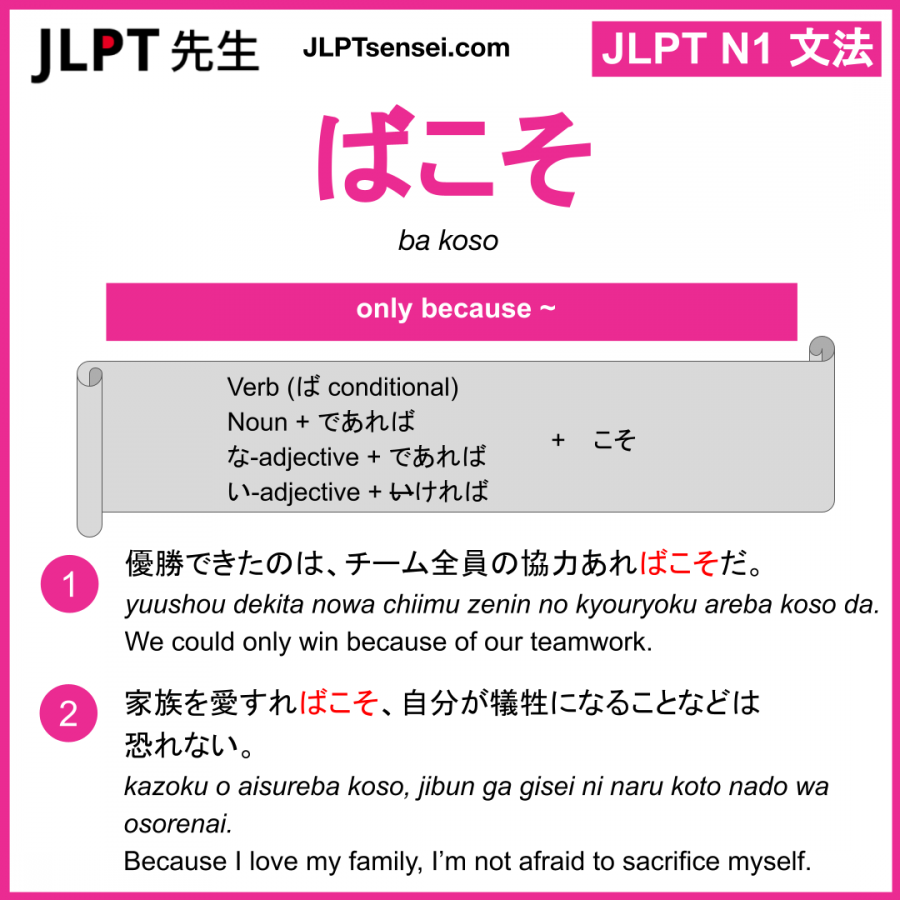 JLPT 先生
JLPTsensei.com
JLPT N1 文法
ばこそ
ba koso
only because ~
Verb (ば conditional)
Noun + であれば
な-adjective + であれば
い-adjective + いければ
+ こそ
1
優勝できたのは、チーム全員の協力あればこそだ。
yuushou dekita nowa chiimu zenin no kyouryoku areba koso da.
We could only win because of our teamwork.
2
家族を愛すればこそ、自分が犠牲になることなどは
恐れない。
kazoku o aisureba koso, jibun ga gisei ni naru koto nado wa
osorenai.
Because I love my family, I’m not afraid to sacrifice myself.